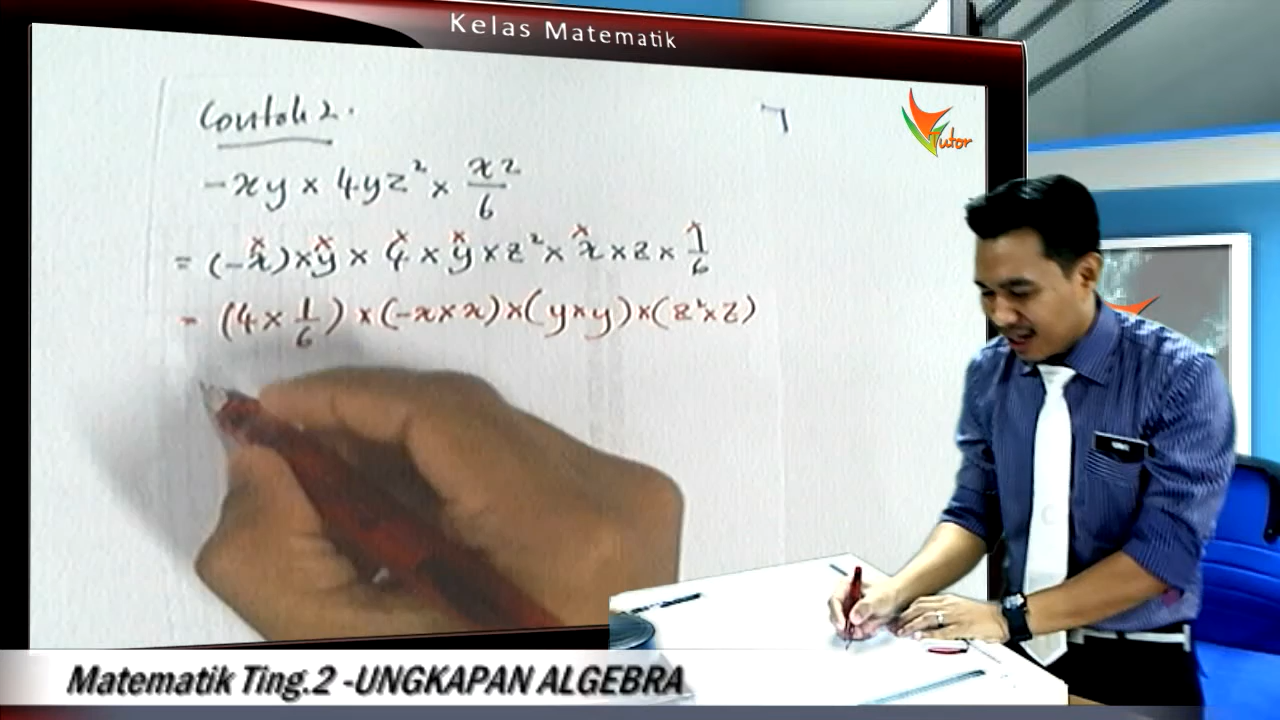 Kelas Matematik
Contoh 2.
-xy × 4yz² × xz/6
= (-x) × y × 4 × y × z² × x × z × 1/6
= (4 × 1/6) × (-x × x) × (y × y) × (z² × z)
Tutor
Matematik Ting.2 -UNGKAPAN ALGEBRA